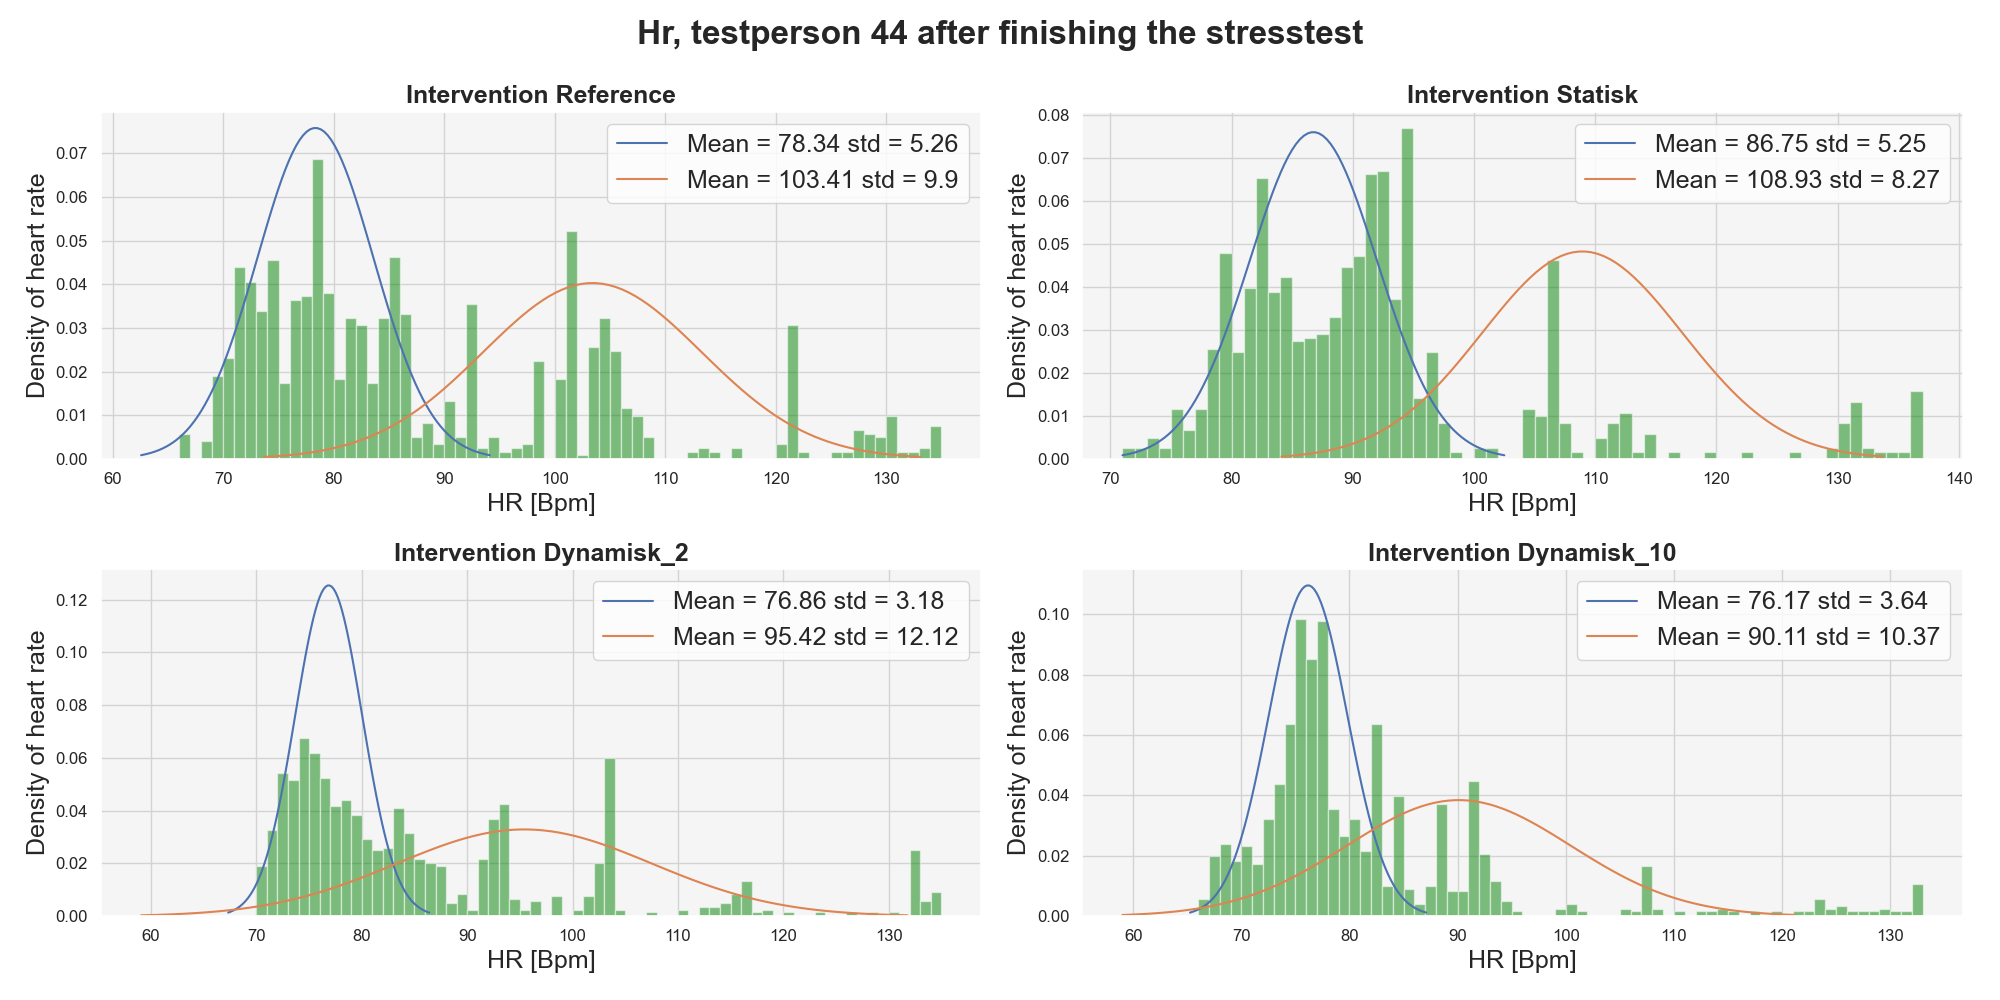 Hr, testperson 44 after finishing the stresstest
Intervention Reference
Density of heart rate
0.07
0.06
0.05
0.04
0.03
0.02
0.01
0.00
Mean = 78.34 std = 5.26
Mean = 103.41 std = 9.9
60 70 80 90 100 110 120 130
HR [Bpm]
Intervention Statisk
Density of heart rate
0.08
0.07
0.06
0.05
0.04
0.03
0.02
0.01
0.00
Mean = 86.75 std = 5.25
Mean = 108.93 std = 8.27
70 80 90 100 110 120 130 140
HR [Bpm]
Intervention Dynamisk_2
Density of heart rate
0.12
0.10
0.08
0.06
0.04
0.02
0.00
Mean = 76.86 std = 3.18
Mean = 95.42 std = 12.12
60 70 80 90 100 110 120 130
HR [Bpm]
Intervention Dynamisk_10
Density of heart rate
0.10
0.08
0.06
0.04
0.02
0.00
Mean = 76.17 std = 3.64
Mean = 90.11 std = 10.37
60 70 80 90 100 110 120 130
HR [Bpm]